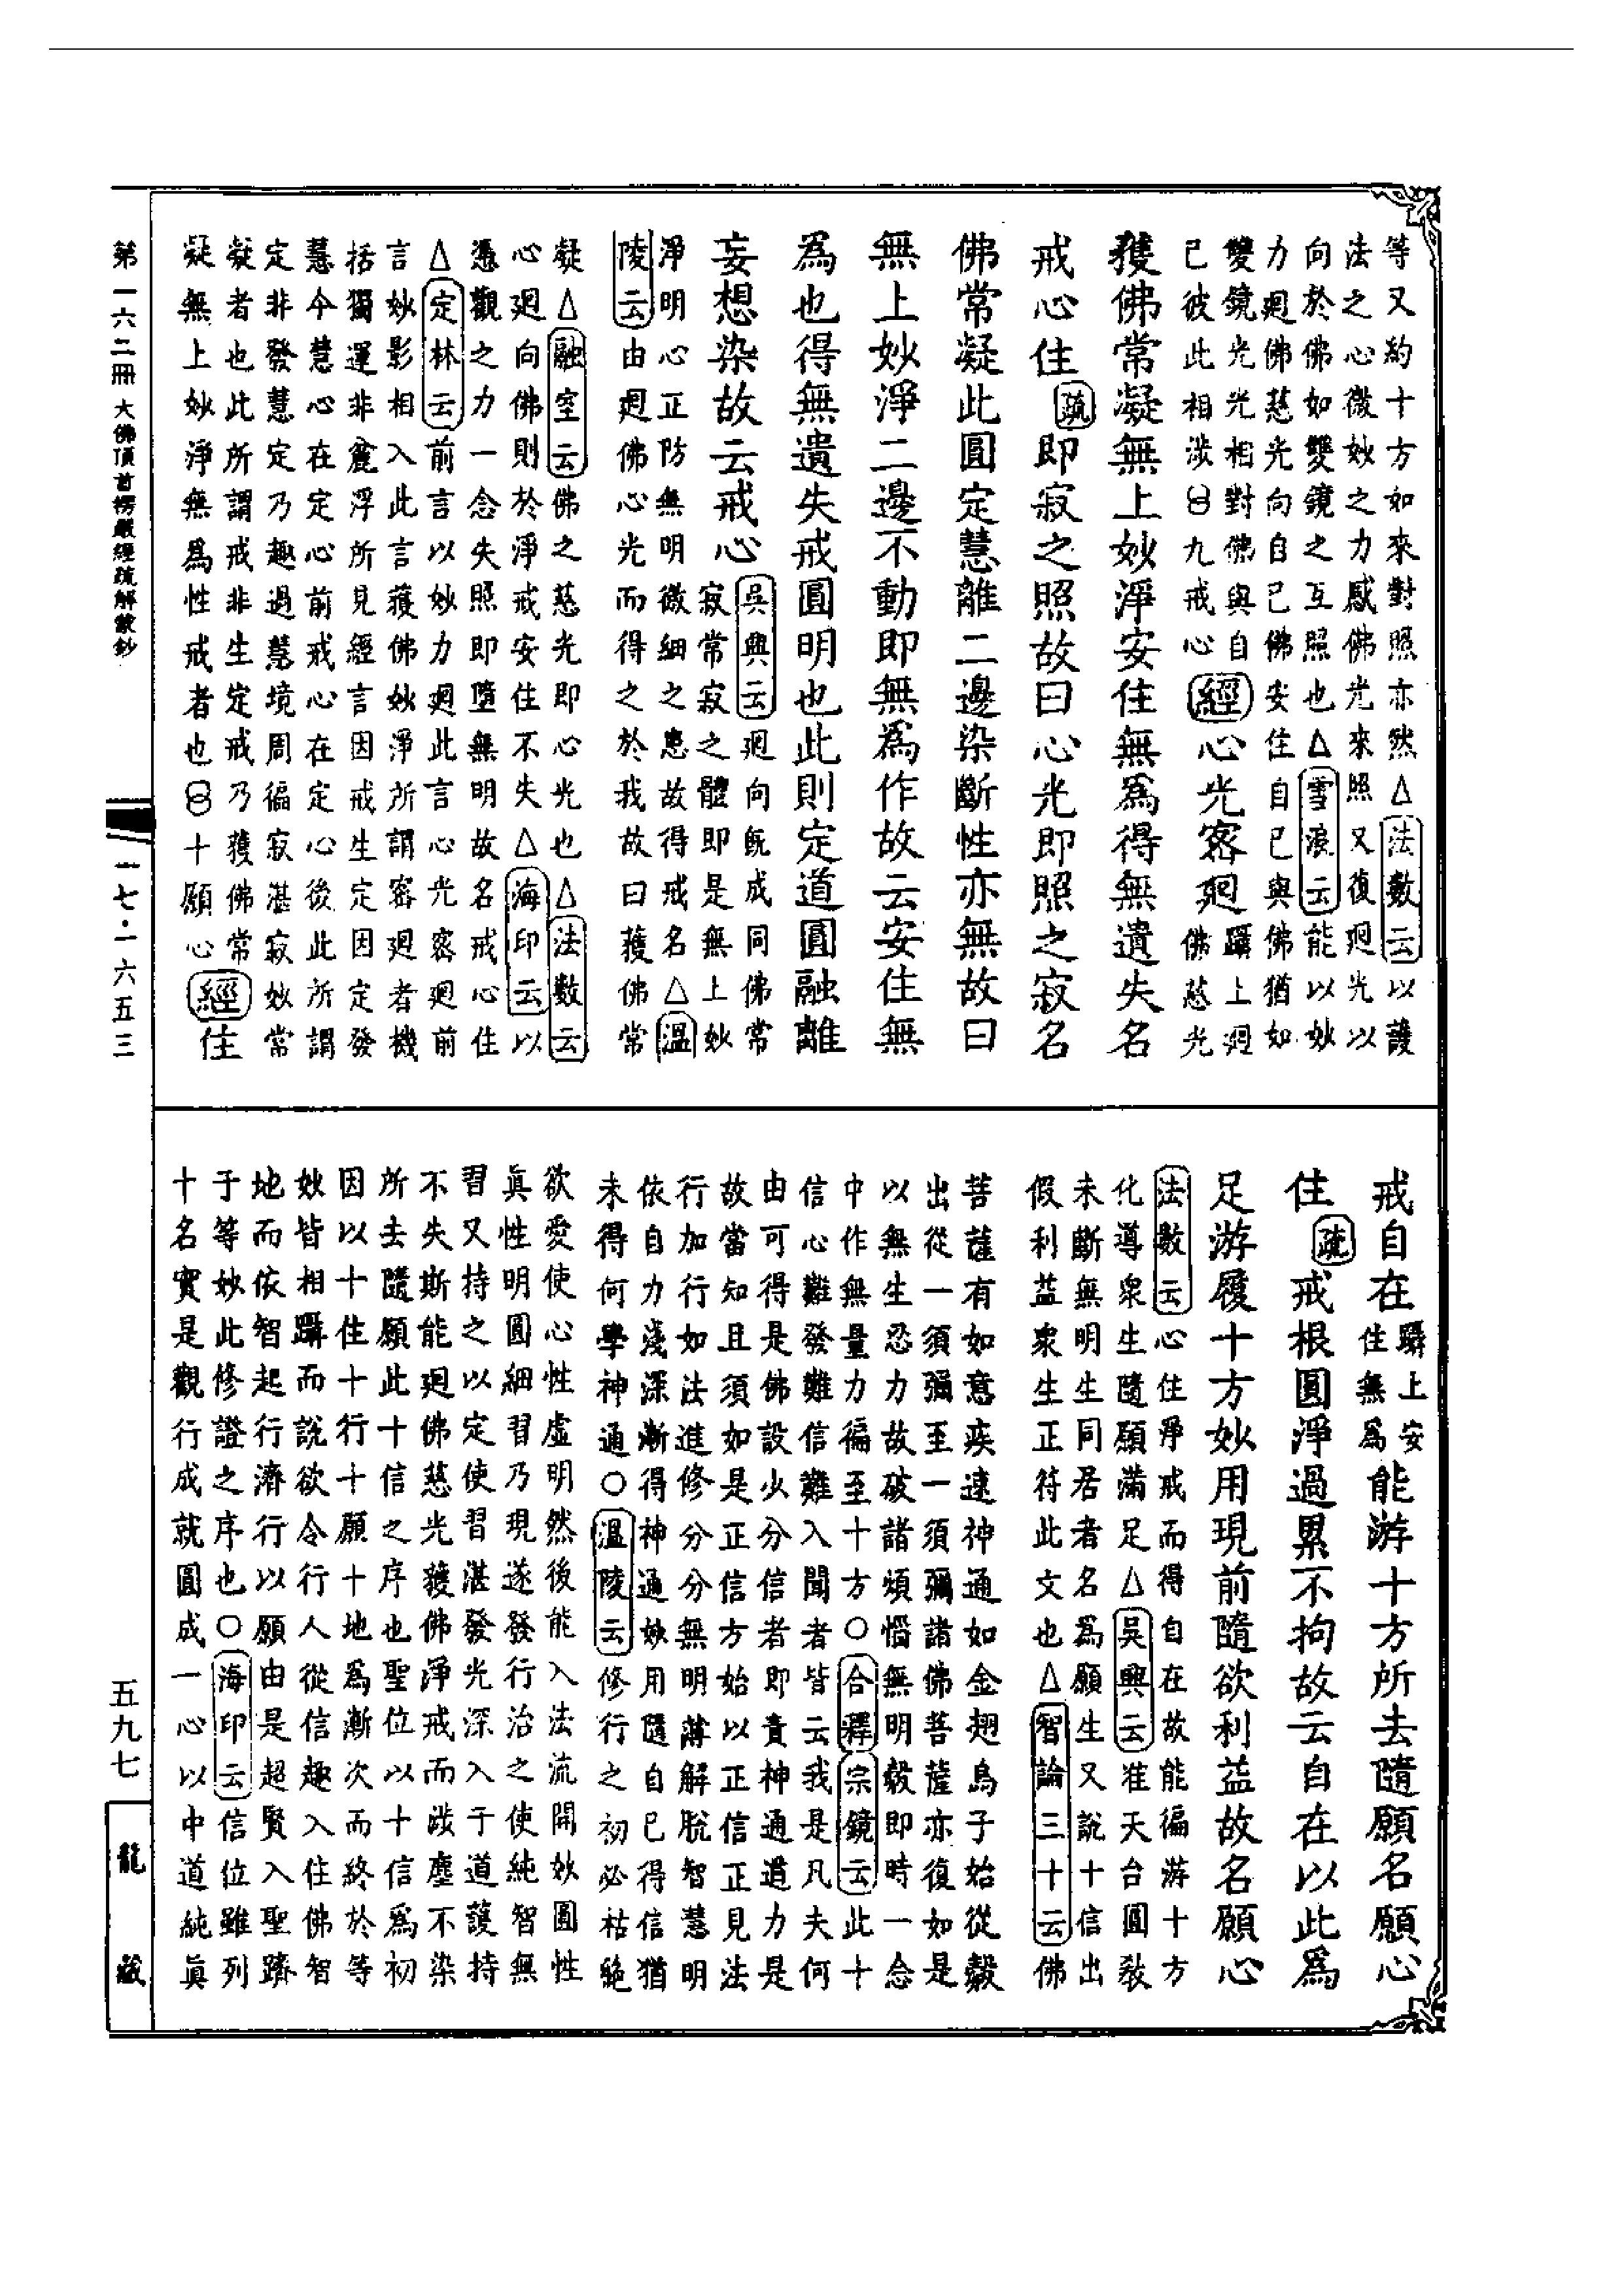 等又約十方如來對照亦然△法數云以護
法之心微妙之力感佛光來照又復廻光以
向於佛如雙鏡之互照也△雪浪云能以妙
力廻佛慈光向自己佛安住自己與佛猶如
雙鏡光光相對佛與自
己彼此相涉㊀九戒心
經心光密廻
躡上廻
佛慈光
獲佛常凝無上妙淨安住無爲得無遺失名
戒心住
疏即寂之照故曰心光即照之寂名
佛常凝此圓定慧離二邊染斷性亦無故曰
無上妙淨二邊不動即無爲作故云安住無
爲也得無遺失戒圓明也此則定道圓融離
妄想染故云戒心
吳興云廻向旣成同佛常
寂常寂之體即是無上妙
淨明心正防無明微細之患故得戒名△溫
陵云由廻佛心光而得之於我故曰獲佛常
凝△融空云佛之慈光即心光也△法數云
心廻向佛則於淨戒安住不失△海印云以
憑觀之力一念失照即墮無明故名戒心住
△定林云前言以妙力廻此言心光密廻前
言妙影相入此言獲佛妙淨所謂密廻者機
括獨運非麄浮所見經言因戒生定因定發
慧今慧心在定心前戒心在定心後此所謂
定非發慧定乃趣過慧境周徧寂湛寂妙常
凝者也此所謂戒非生定戒乃獲佛常
凝無上妙淨無爲性戒者也㊀十願心
經住
戒自在
躡上安
住無爲
能游十方所去隨願名願心
住
疏戒根圓淨過累不拘故云自在以此爲
足游履十方妙用現前隨欲利益故名願心
法數云心住淨戒而得自在故能徧游十方
化導衆生隨願滿足△吳興云准天台圓教
未斷無明生同居者名爲願生又說十信出
假利益衆生正符此文也△智論三十云佛
菩薩有如意疾遠神通如金翅鳥子始從㲉
出從一須彌至一須彌諸佛菩薩亦復如是
以無生忍力故破諸煩惱無明㲉即時一念
中作無量力徧至十方○合釋宗鏡云此十
信心難發難信難入聞者皆云我是凡夫何
由可得是佛設少分信者即責神通道力是
故當知且須如是正信方始以正信正見法
行加行如法進修分分無明薄解脫智慧明
依自力淺深漸得神通妙用隨自已得信猶
未得何學神通○溫陵云修行之初必枯絕
欲愛使心性虛明然後能入法流開妙圓性
眞性明圓細習乃現遂發行治之使純智無
習又持之以定使習湛發光深入于道護持
不失斯能廻佛慈光獲佛淨戒而涉塵不染
所去隨願此十信之序也聖位以十信爲初
因以十住十行十願十地爲漸次而終於等
妙皆相躡而說欲令行人從信趣入住佛智
地而依智起行濟行以願由是超賢入聖躋
于等妙此修證之序也○海印云信位雖列
十名實是觀行成就圓成一心以中道純眞
第一六二冊 大佛頂首楞嚴經疏解蒙鈔
一七·一六五三
五九七
龍藏